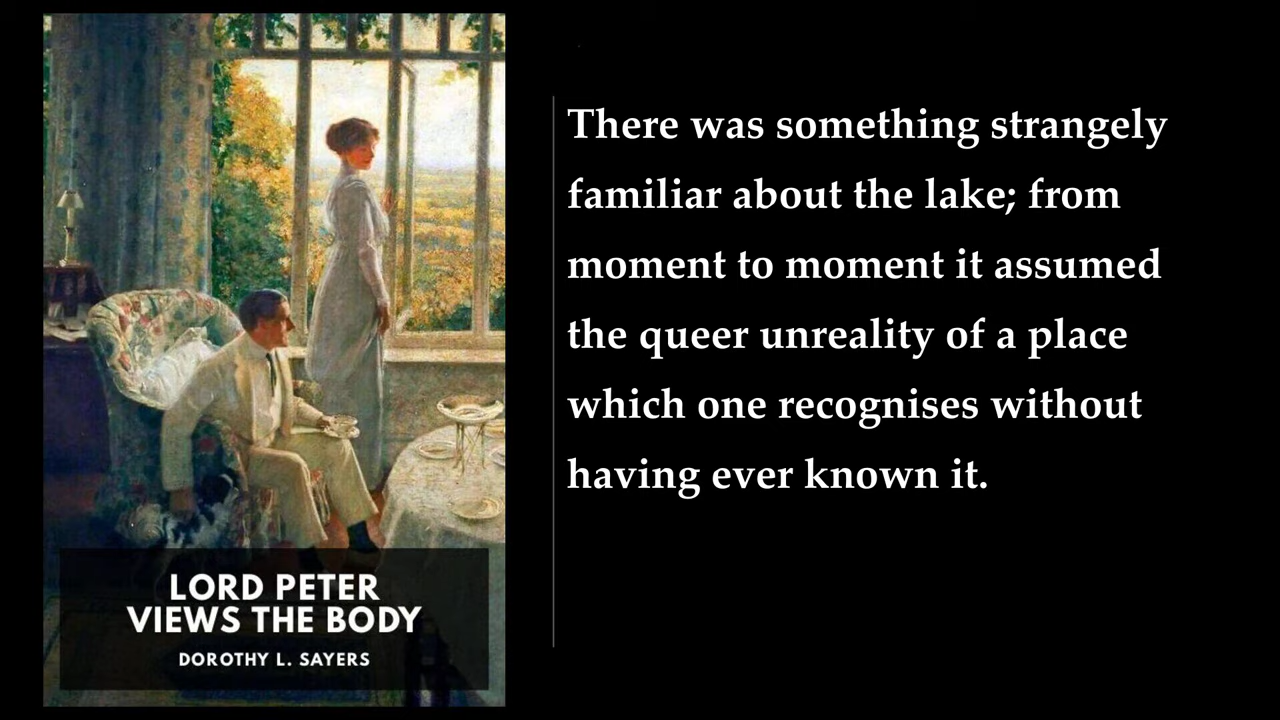 There was something strangely
familiar about the lake; from
moment to moment it assumed
the queer unreality of a place
which one recognises without
having ever known it.
LORD PETER
VIEWS THE BODY
DOROTHY L. SAYERS